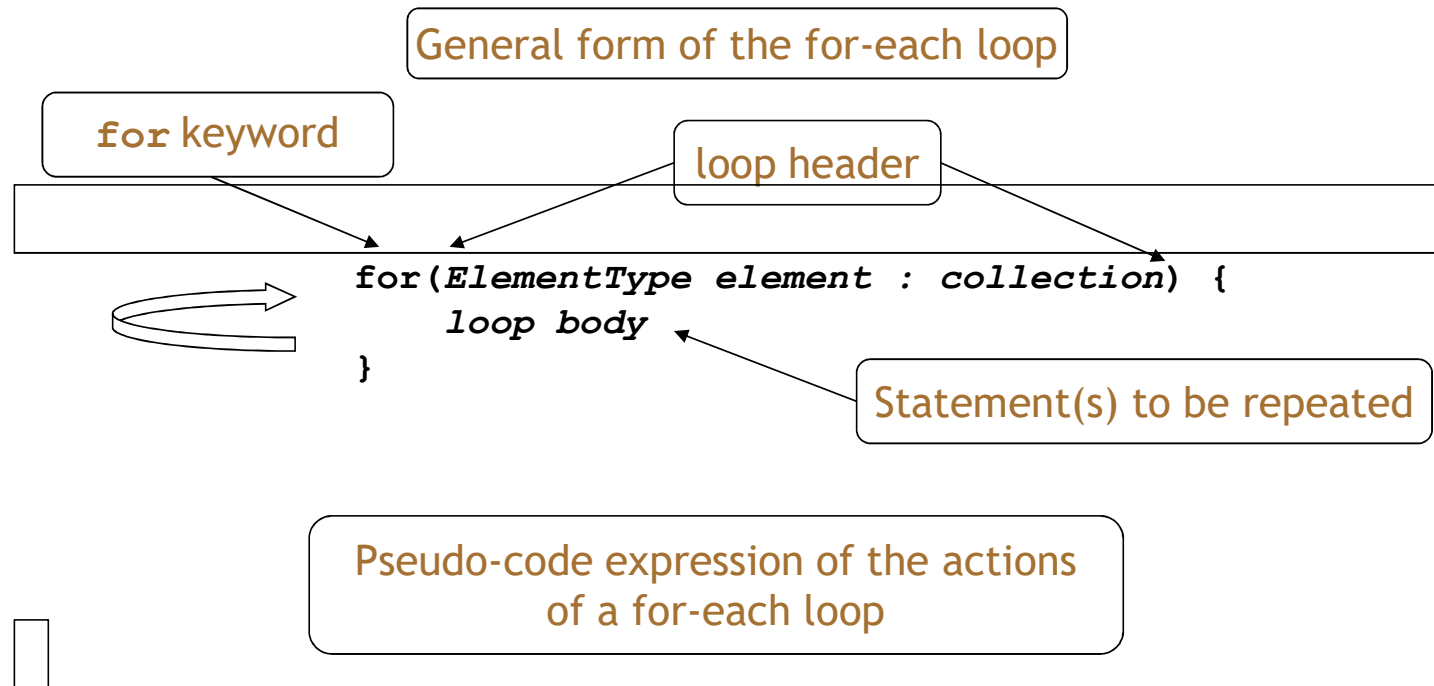 General form of the for-each loop
for keyword
loop header
for(ElementType element : collection) {
loop body
}
Statement(s) to be repeated
Pseudo-code expression of the actions
of a for-each loop